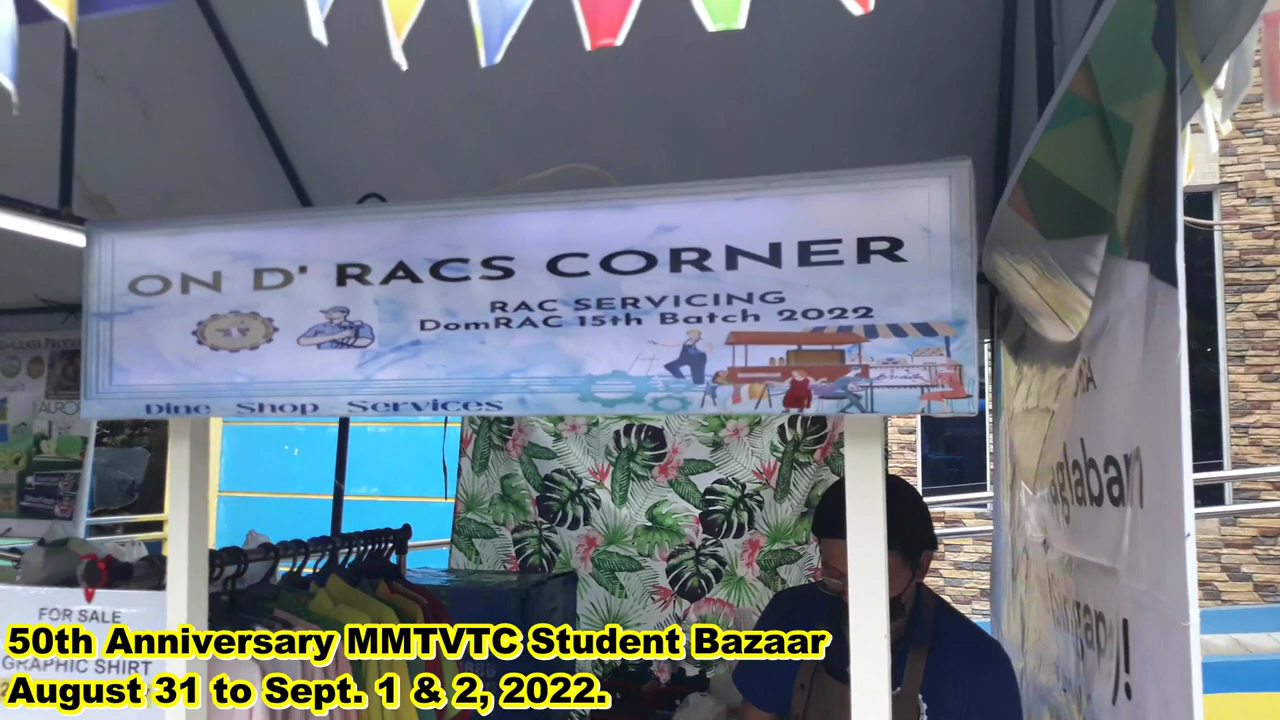 ON D' RACS CORNER
RAC SERVICING
DomRAC 15th Batch 2022
Dine Shop Services
aglaban
FOR SALE
GRAPHIC SHIRT
50th Anniversary MMTVTC Student Bazaar
August 31 to Sept. 1 & 2, 2022.